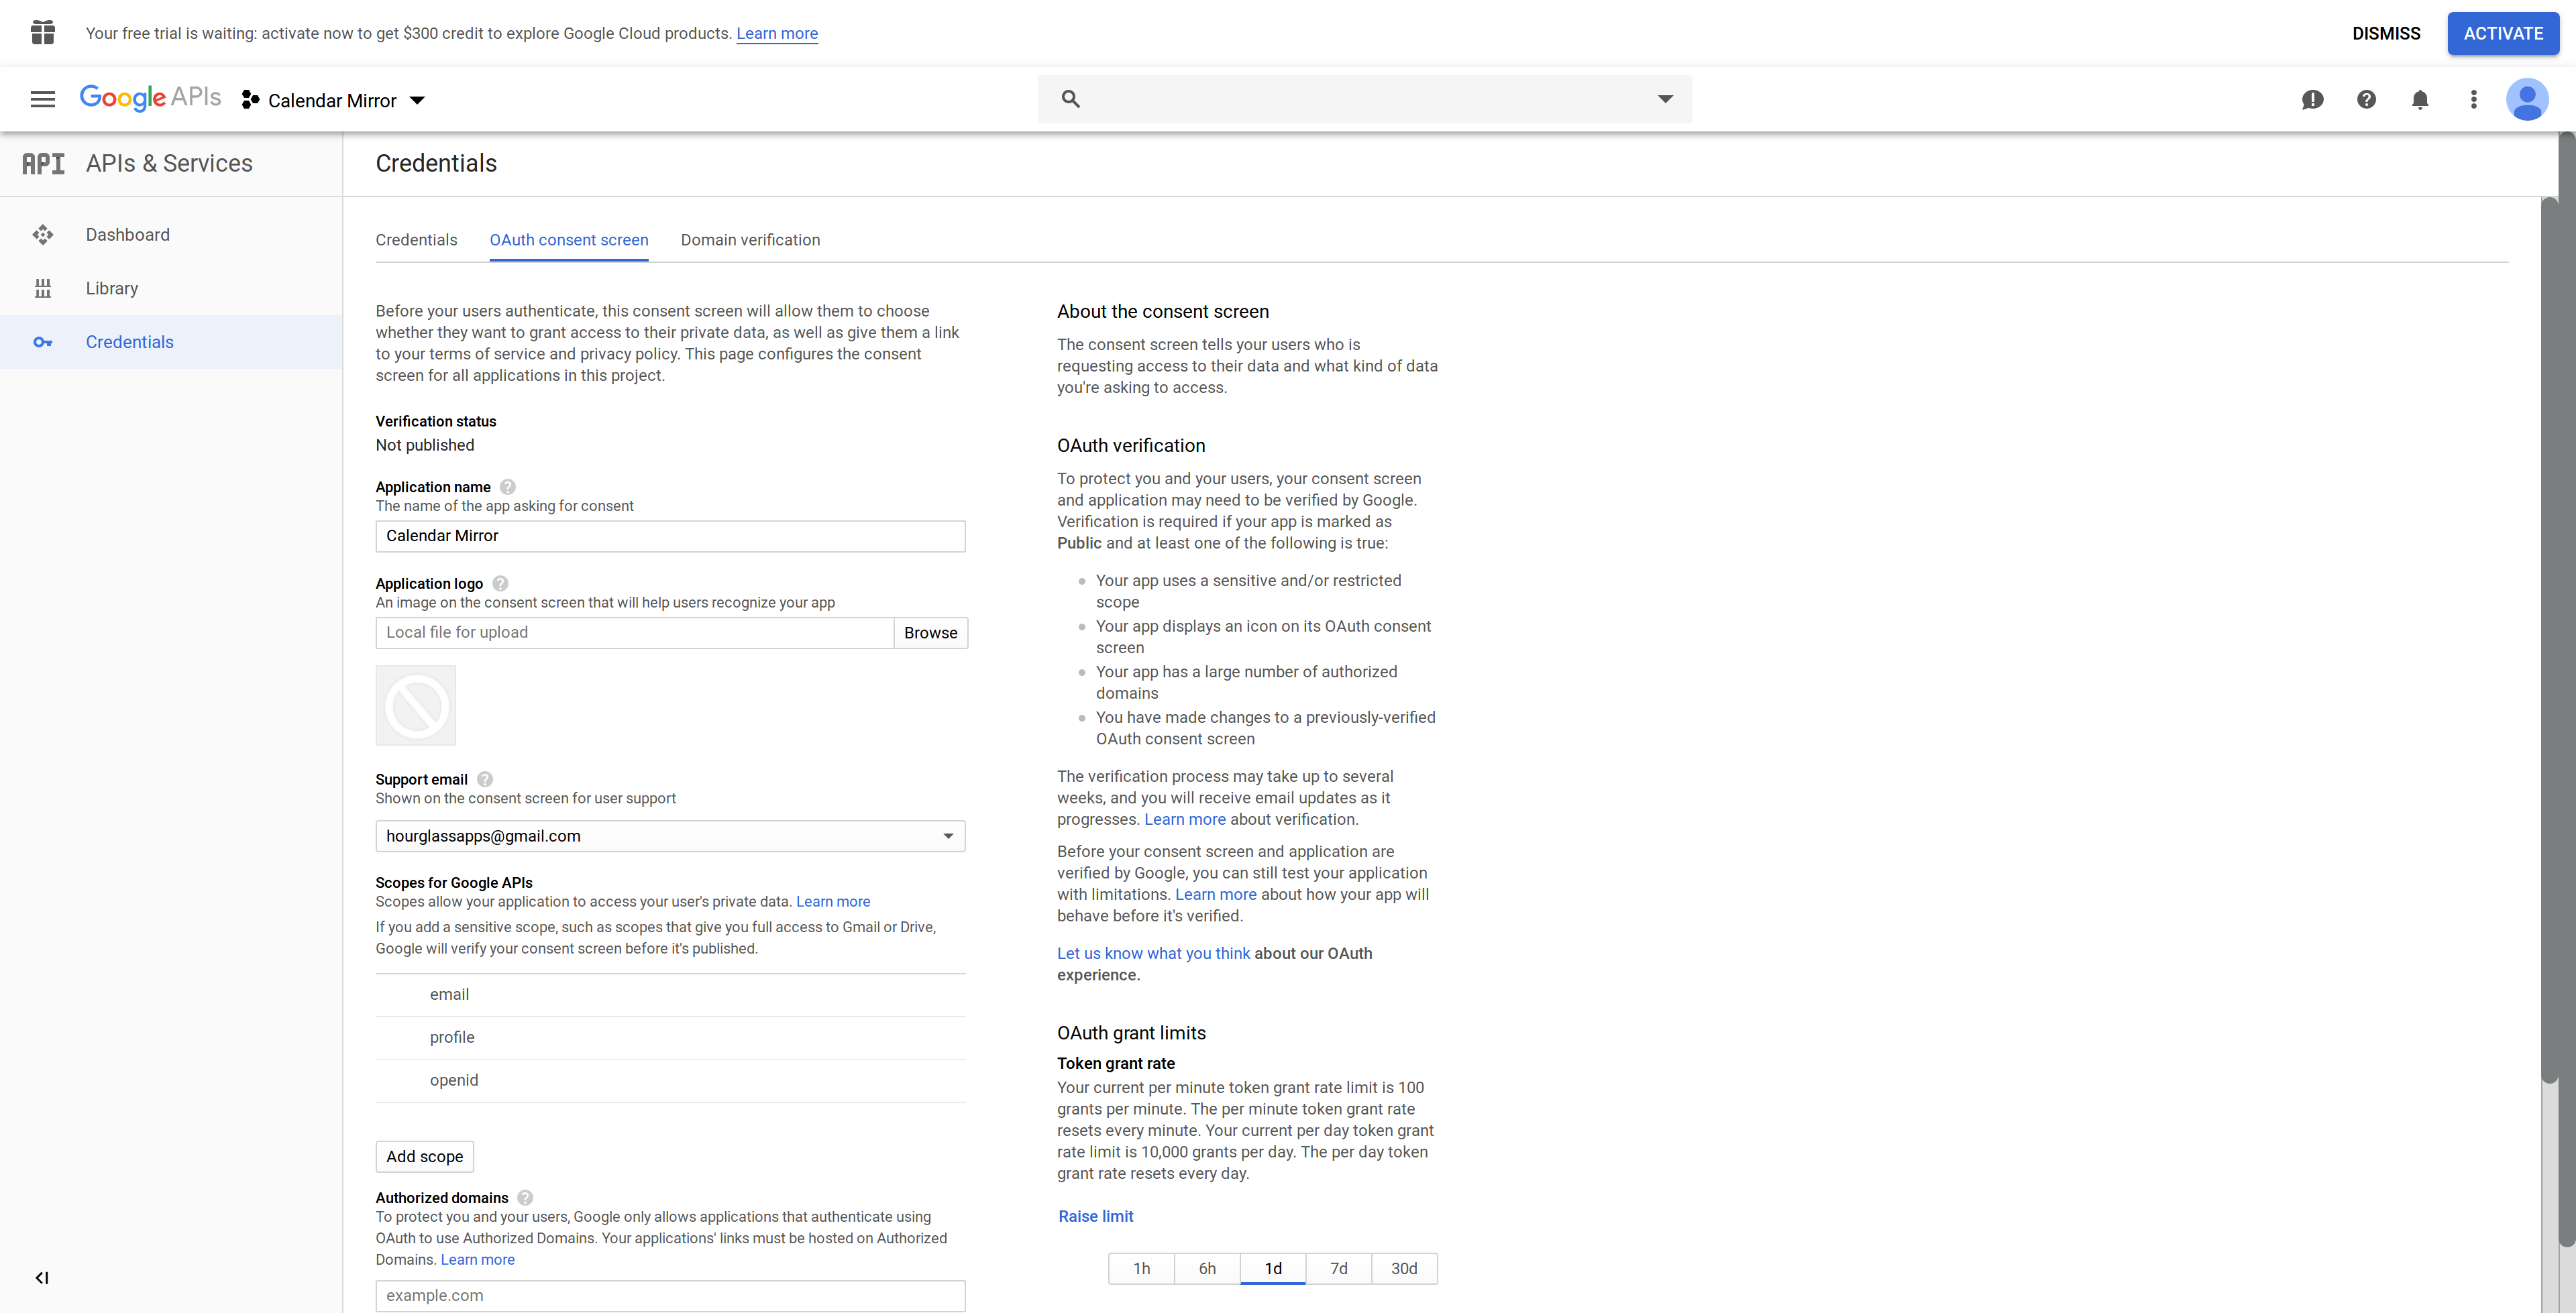 Your free trial is waiting: activate now to get $300 credit to explore Google Cloud products. Learn more
DISMISS
ACTIVATE
Google APIs
Calendar Mirror
API APIs & Services
Credentials
Dashboard
Library
Credentials
Credentials
OAuth consent screen
Domain verification
Before your users authenticate, this consent screen will allow them to choose
whether they want to grant access to their private data, as well as give them a link
to your terms of service and privacy policy. This page configures the consent
screen for all applications in this project.
Verification status
Not published
Application name
The name of the app asking for consent
Calendar Mirror
Application logo
An image on the consent screen that will help users recognize your app
Local file for upload
Browse
Support email
Shown on the consent screen for user support
hourglassapps@gmail.com
Scopes for Google APIs
Scopes allow your application to access your user's private data. Learn more
If you add a sensitive scope, such as scopes that give you full access to Gmail or Drive,
Google will verify your consent screen before it's published.
email
profile
openid
Add scope
Authorized domains
To protect you and your users, Google only allows applications that authenticate using
OAuth to use Authorized Domains. Your applications' links must be hosted on Authorized
Domains. Learn more
example.com
About the consent screen
The consent screen tells your users who is
requesting access to their data and what kind of data
you're asking to access.
OAuth verification
To protect you and your users, your consent screen
and application may need to be verified by Google.
Verification is required if your app is marked as
Public and at least one of the following is true:
Your app uses a sensitive and/or restricted
scope
Your app displays an icon on its OAuth consent
screen
Your app has a large number of authorized
domains
You have made changes to a previously-verified
OAuth consent screen
The verification process may take up to several
weeks, and you will receive email updates as it
progresses. Learn more about verification.
Before your consent screen and application are
verified by Google, you can still test your application
with limitations. Learn more about how your app will
behave before it's verified.
Let us know what you think about our OAuth
experience.
OAuth grant limits
Token grant rate
Your current per minute token grant rate limit is 100
grants per minute. The per minute token grant rate
resets every minute. Your current per day token grant
rate limit is 10,000 grants per day. The per day token
grant rate resets every day.
Raise limit
1h
6h
1d
7d
30d